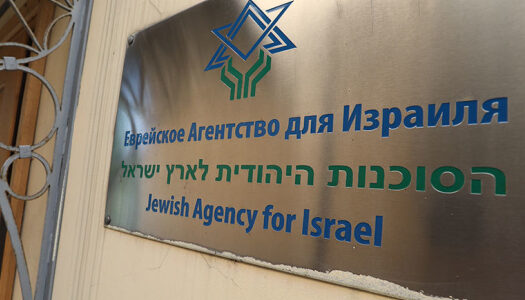 Еврейское Агентство для Израиля
הסוכנות היהודית לארץ ישראל
Jewish Agency for Israel